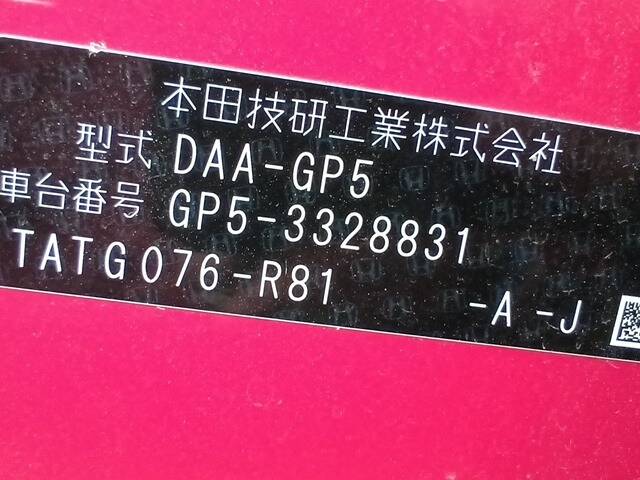 本田技研工業株式会社
型式 DAA-GP5
車台番号 GP5-3328831
TATG076-R81 -A -J